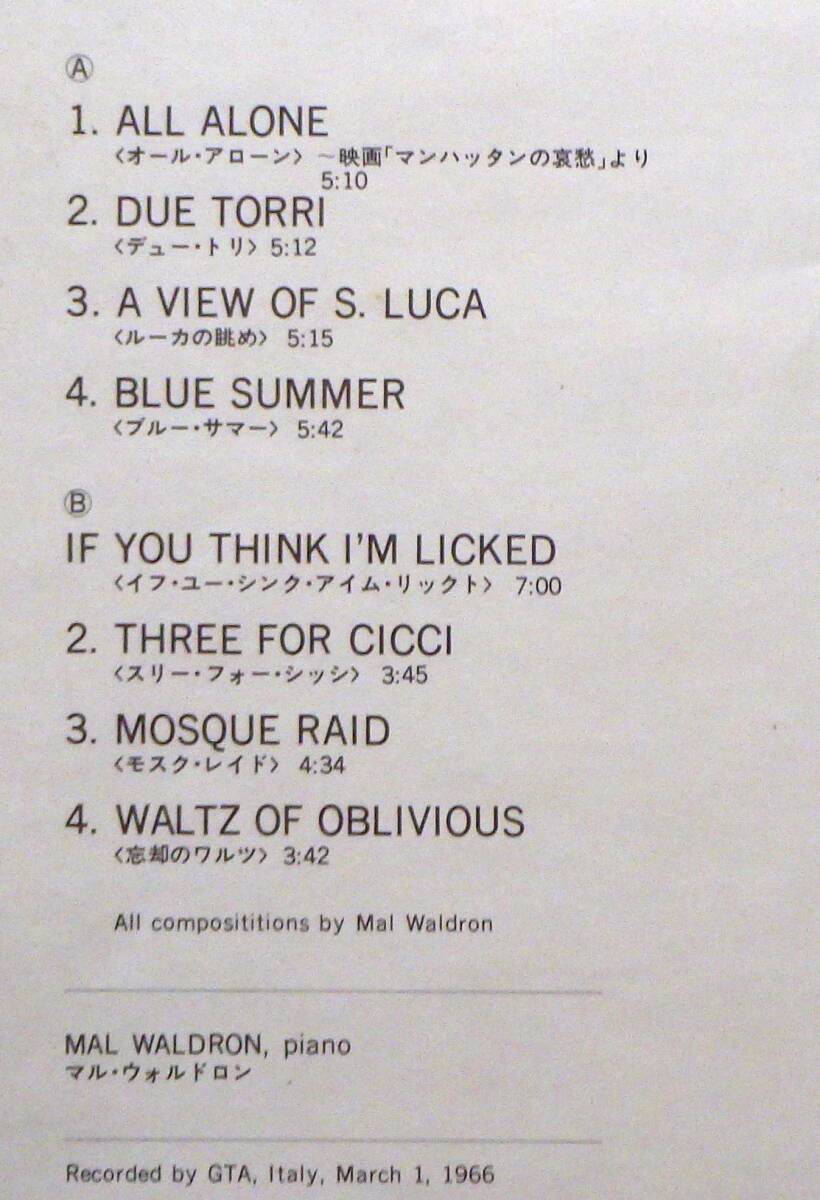 Ⓐ
1. ALL ALONE
〈オール・アローン〉 ～映画「マンハッタンの哀愁」より
5:10
2. DUE TORRI
〈デュー・トリ〉 5:12
3. A VIEW OF S. LUCA
〈ルーカの眺め〉 5:15
4. BLUE SUMMER
〈ブルー・サマー〉 5:42
Ⓑ
IF YOU THINK I'M LICKED
〈イフ・ユー・シンク・アイム・リックト〉 7:00
2. THREE FOR CICCI
〈スリー・フォー・シッシ〉 3:45
3. MOSQUE RAID
〈モスク・レイド〉 4:34
4. WALTZ OF OBLIVIOUS
〈忘却のワルツ〉 3:42
All composititions by Mal Waldron
MAL WALDRON, piano
マル・ウォルドロン
Recorded by GTA, Italy, March 1, 1966